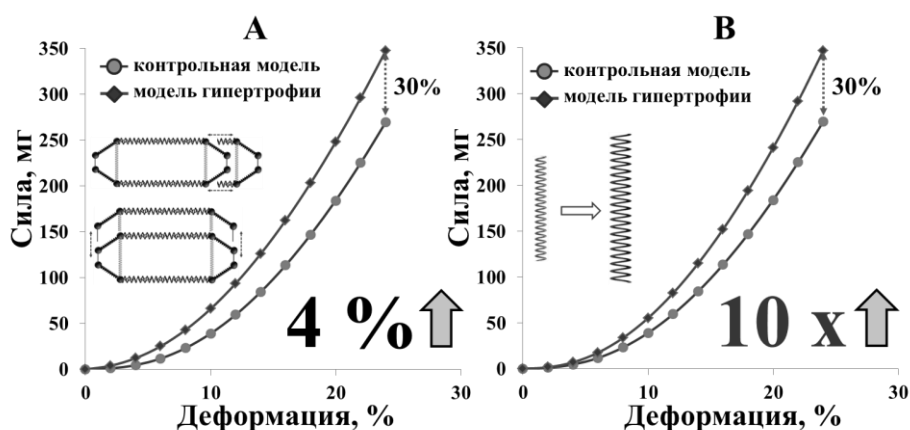 A
контрольная модель
модель гипертрофии
30%
Сила, мг
350
300
250
200
150
100
50
0
4 %
0 10 20 30
Деформация, %
B
контрольная модель
модель гипертрофии
30%
Сила, мг
350
300
250
200
150
100
50
0
10 x
0 10 20 30
Деформация, %